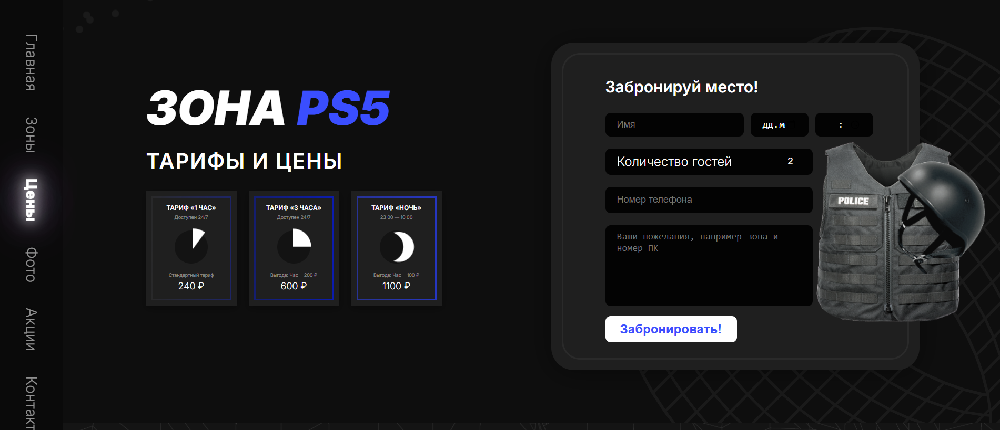 Главная
Зоны
Цены
Фото
Акции
Контакт
ЗОНА PS5
ТАРИФЫ И ЦЕНЫ
ТАРИФ «1 ЧАС»
Доступен 24/7
Стандартный тариф
240 ₽
ТАРИФ «3 ЧАСА»
Доступен 24/7
Выгода: Час = 200 ₽
600 ₽
ТАРИФ «НОЧЬ»
23:00 — 10:00
Выгода: Час = 100 ₽
1100 ₽
Забронируй место!
Имя
дд.м
--:
Количество гостей 2
Номер телефона
Ваши пожелания, например зона и
номер ПК
Забронировать!
POLICE